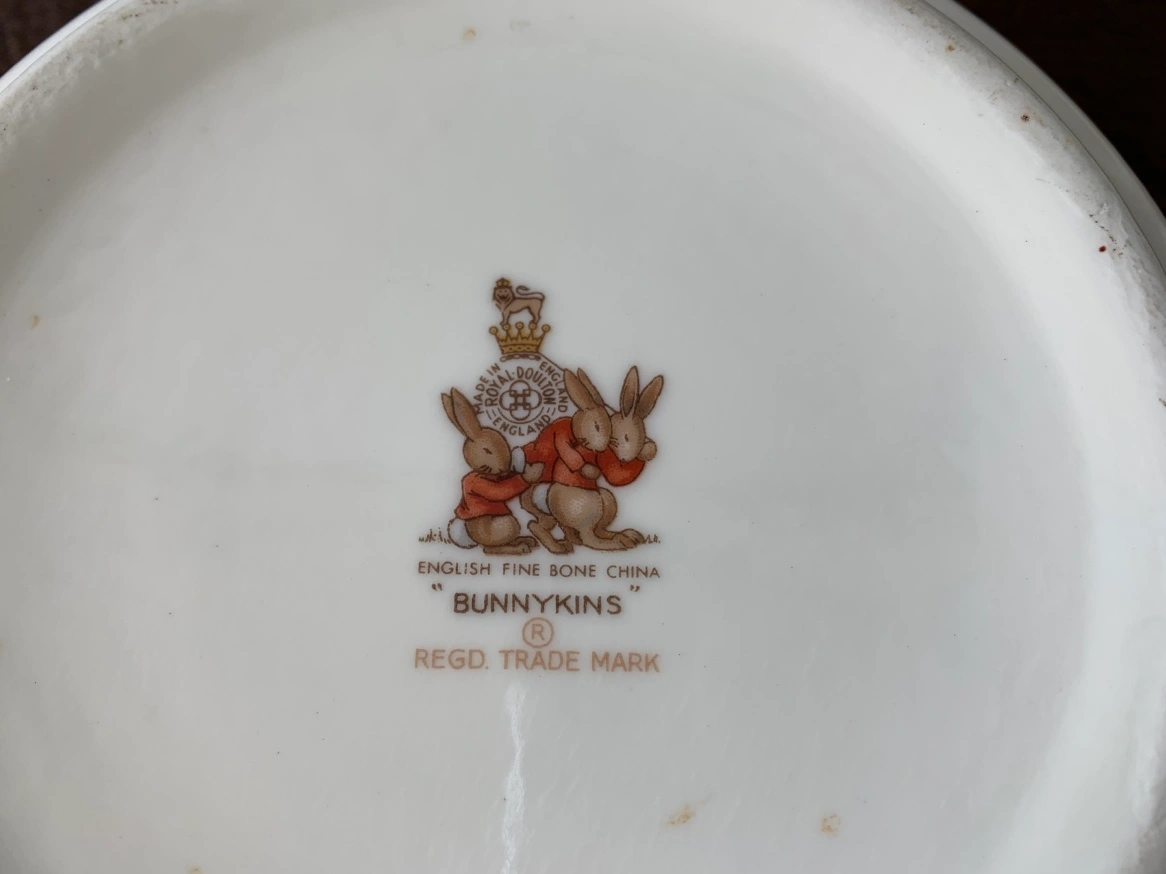 MADE IN ENGLAND
ROYAL·DOULTON
ENGLAND
ENGLISH FINE BONE CHINA
"BUNNYKINS"
®
REGD. TRADE MARK